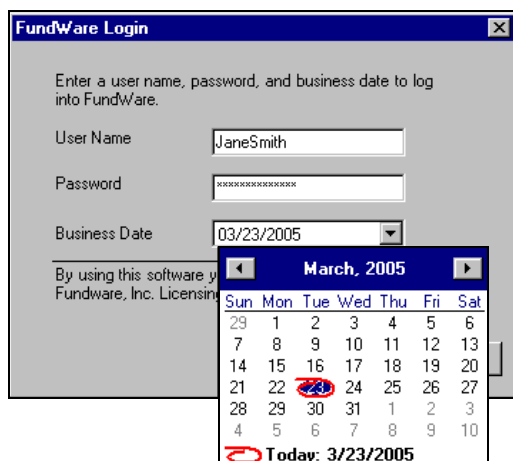 FundWare Login
Enter a user name, password, and business date to log
into FundWare.
User Name JaneSmith
Password xxxxxxxxxxxxxx
Business Date 03/23/2005
By using this software y
Fundware, Inc. Licensing
March, 2005
Sun Mon Tue Wed Thu Fri Sat
29 1 2 3 4 5 6
7 8 9 10 11 12 13
14 15 16 17 18 19 20
21 22 23 24 25 26 27
28 29 30 31 1 2 3
4 5 6 7 8 9 10
Today: 3/23/2005